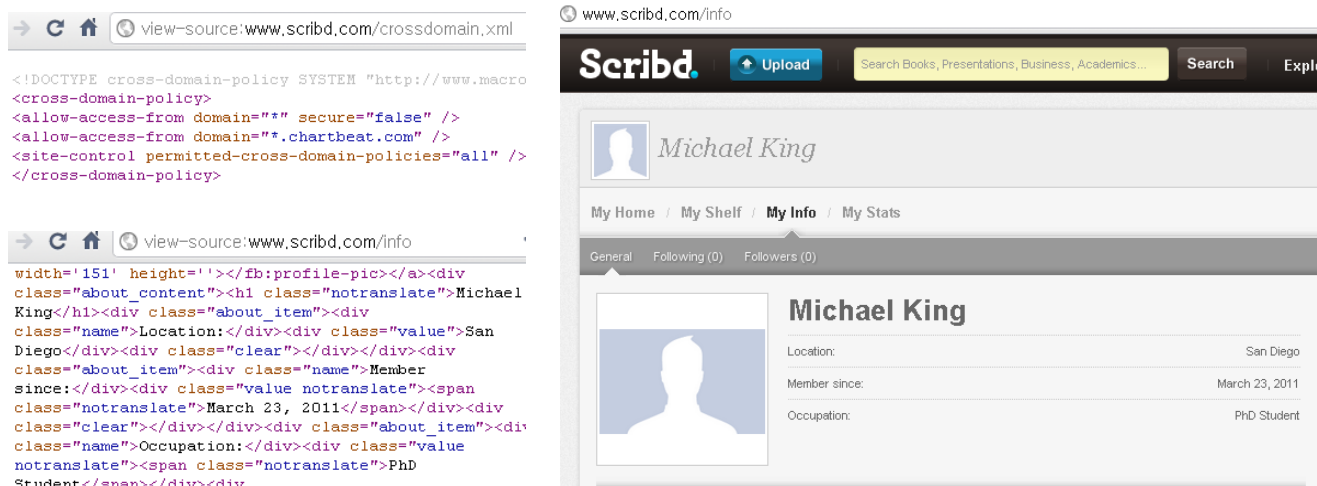 view-source:www.scribd.com/crossdomain.xml
<!DOCTYPE cross-domain-policy SYSTEM "http://www.macro
<cross-domain-policy>
<allow-access-from domain="*" secure="false" />
<allow-access-from domain="*.chartbeat.com" />
<site-control permitted-cross-domain-policies="all" />
</cross-domain-policy>
view-source:www.scribd.com/info
width='151' height=''></fb:profile-pic></a><div
class="about_content"><h1 class="notranslate">Michael
King</h1><div class="about_item"><div
class="name">Location:</div><div class="value">San
Diego</div><div class="clear"></div></div><div
class="about_item"><div class="name">Member
since:</div><div class="value notranslate"><span
class="notranslate">March 23, 2011</span></div><div
class="clear"></div></div><div class="about_item"><div
class="name">Occupation:</div><div class="value
notranslate"><span class="notranslate">PhD
Student</span></div><div
www.scribd.com/info
Scribd. Upload Search Books, Presentations, Business, Academics... Search Explo
Michael King
My Home / My Shelf / My Info / My Stats
General Following (0) Followers (0)
Michael King
Location: San Diego
Member since: March 23, 2011
Occupation: PhD Student